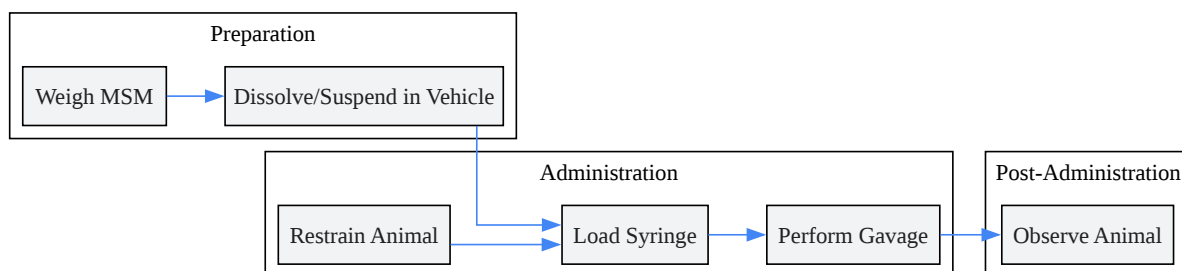 Preparation
Weigh MSM
Dissolve/Suspend in Vehicle
Administration
Restrain Animal
Load Syringe
Perform Gavage
Post-Administration
Observe Animal